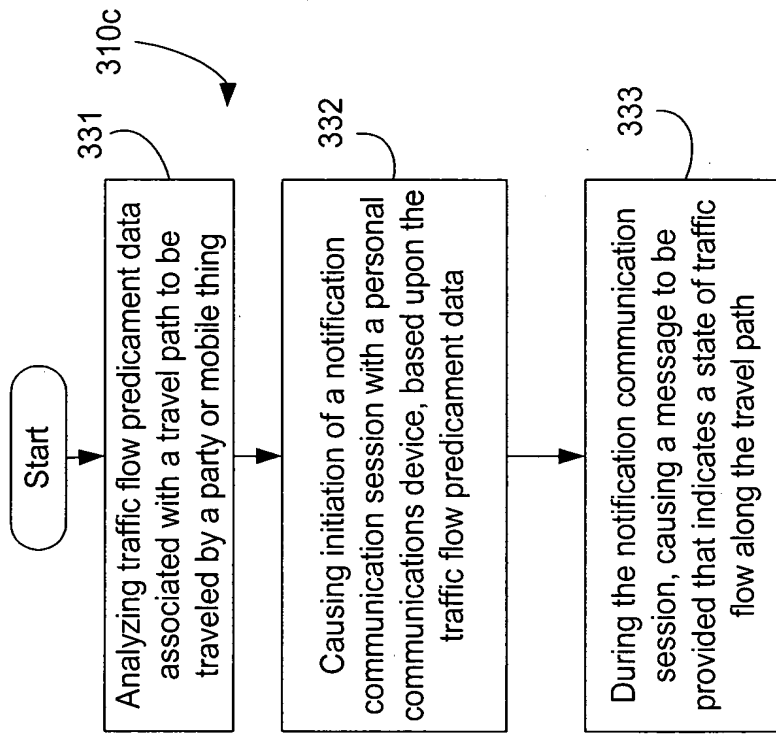 310c
Start
331
Analyzing traffic flow predicament data
associated with a travel path to be
traveled by a party or mobile thing
332
Causing initiation of a notification
communication session with a personal
communications device, based upon the
traffic flow predicament data
333
During the notification communication
session, causing a message to be
provided that indicates a state of traffic
flow along the travel path